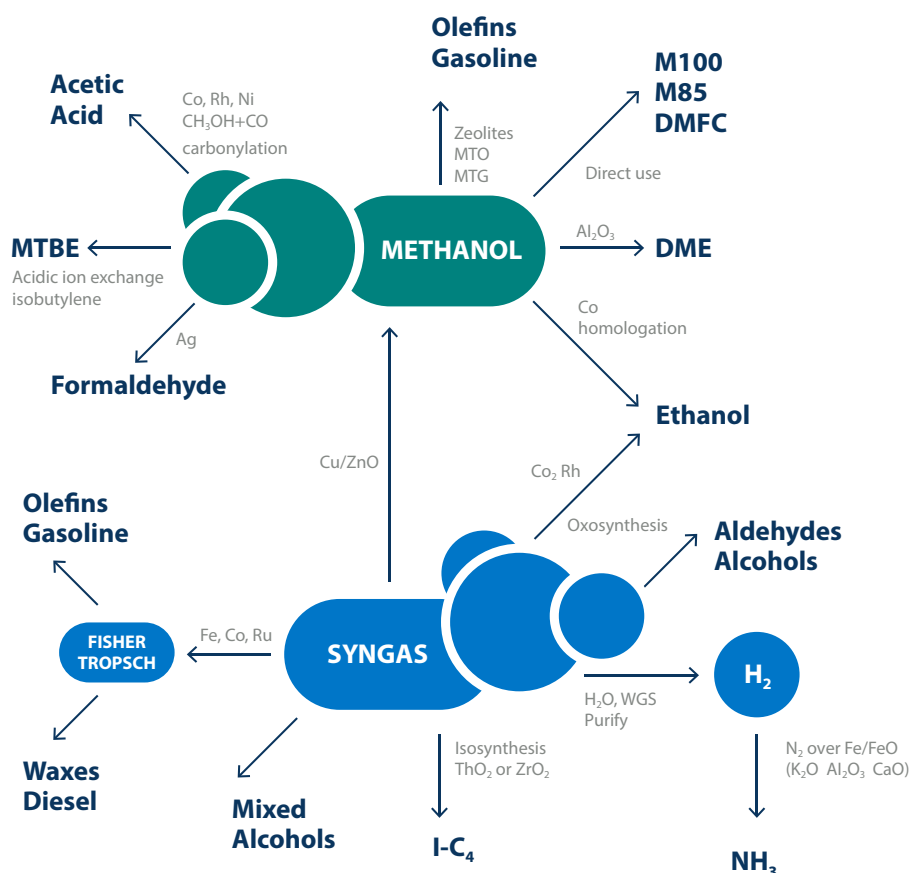 Olefins
Gasoline
M100
M85
DMFC
Acetic
Acid
Co, Rh, Ni
CH₃OH+CO
carbonylation
Zeolites
MTO
MTG
Direct use
MTBE
METHANOL
Al₂O₃
DME
Acidic ion exchange
isobutylene
Co
homologation
Ag
Formaldehyde
Ethanol
Cu/ZnO
Co₂ Rh
Olefins
Gasoline
Oxosynthesis
Aldehydes
Alcohols
Fe, Co, Ru
FISHER
TROPSCH
SYNGAS
H₂
H₂O, WGS
Purify
Isosynthesis
ThO₂ or ZrO₂
N₂ over Fe/FeO
(K₂O Al₂O₃ CaO)
Waxes
Diesel
Mixed
Alcohols
I-C₄
NH₃